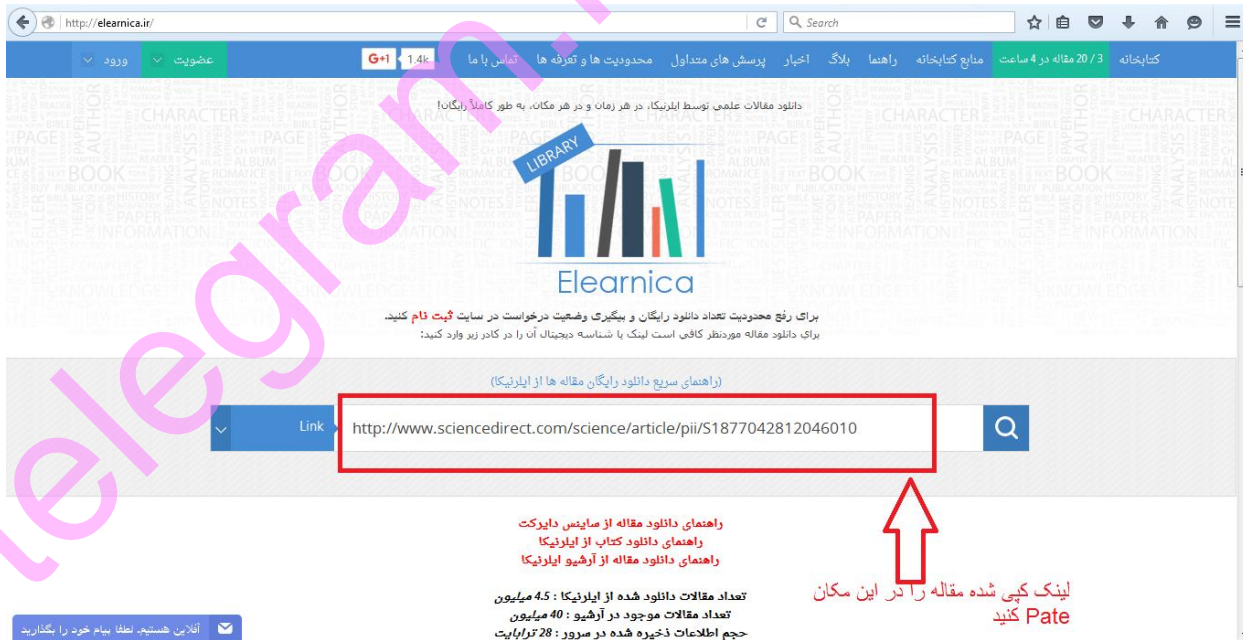 http://elearnica.ir/
Search
کتابخانه 3 / 20 مقاله در 4 ساعت منابع کتابخانه راهنما بلاگ اخبار پرسش های متداول محدودیت ها و تعرفه ها تماس با ما 1.4k G+1 عضویت ورود
دانلود مقالات علمی توسط ایلرنیکا، در هر زمان و در هر مکان، به طور کاملاً رایگان!
LIBRARY
Elearnica
برای رفع محدودیت تعداد دانلود رایگان و پیگیری وضعیت درخواست در سایت ثبت نام کنید.
برای دانلود مقاله موردنظر کافی است لینک یا شناسه دیجیتال آن را در کادر زیر وارد کنید:
(راهنمای سریع دانلود رایگان مقاله ها از ایلرنیکا)
Link http://www.sciencedirect.com/science/article/pii/S1877042812046010
راهنمای دانلود مقاله از ساینس دایرکت
راهنمای دانلود کتاب از ایلرنیکا
راهنمای دانلود مقاله از آرشیو ایلرنیکا
لینک کپی شده مقاله را در این مکان
Pate کنید
تعداد مقالات دانلود شده از ایلرنیکا : 4.5 میلیون
تعداد مقالات موجود در آرشیو : 40 میلیون
حجم اطلاعات ذخیره شده در سرور : 28 ترابایت
آفلاین هستیم. لطفا پیام خود را بگذارید
telegram.